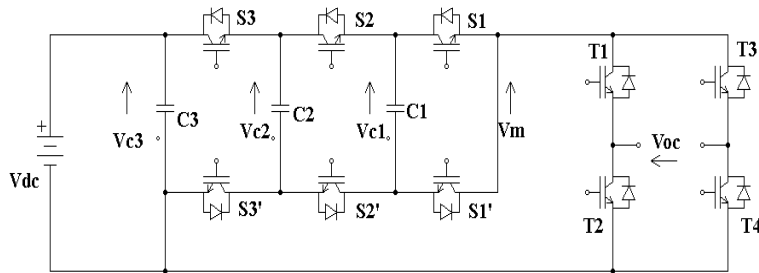 S3 S2 S1
T1 T3
+
C3 C2 C1
Vc3 Vc2 Vc1 Vm Voc
Vdc
S3' S2' S1'
T2 T4